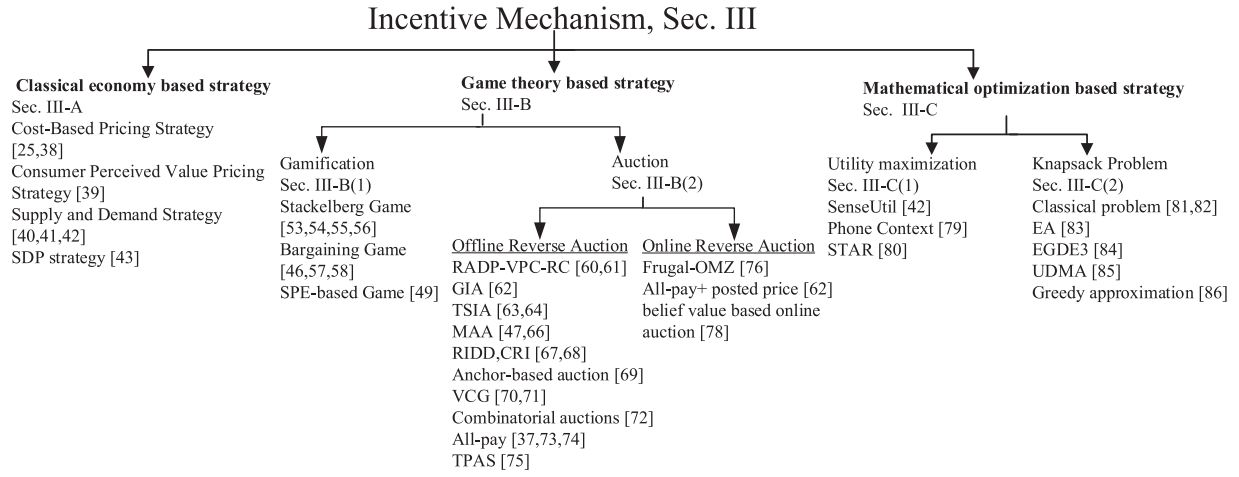 Incentive Mechanism, Sec. III
Classical economy based strategy
Sec. III-A
Cost-Based Pricing Strategy
[25,38]
Consumer Perceived Value Pricing
Strategy [39]
Supply and Demand Strategy
[40,41,42]
SDP strategy [43]
Game theory based strategy
Sec. III-B
Gamification
Sec. III-B(1)
Stackelberg Game
[53,54,55,56]
Bargaining Game
[46,57,58]
SPE-based Game [49]
Auction
Sec. III-B(2)
Offline Reverse Auction
RADP-VPC-RC [60,61]
GIA [62]
TSIA [63,64]
MAA [47,66]
RIDD,CRI [67,68]
Anchor-based auction [69]
VCG [70,71]
Combinatorial auctions [72]
All-pay [37,73,74]
TPAS [75]
Online Reverse Auction
Frugal-OMZ [76]
All-pay+ posted price [62]
belief value based online
auction [78]
Mathematical optimization based strategy
Sec. III-C
Utility maximization
Sec. III-C(1)
SenseUtil [42]
Phone Context [79]
STAR [80]
Knapsack Problem
Sec. III-C(2)
Classical problem [81,82]
EA [83]
EGDE3 [84]
UDMA [85]
Greedy approximation [86]